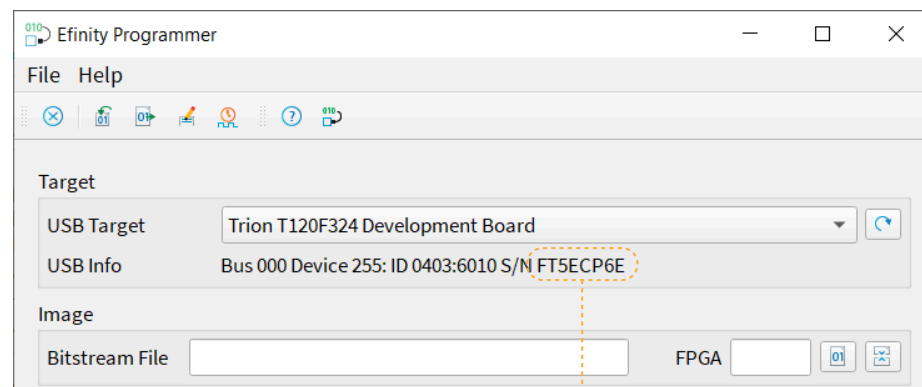 Efinity Programmer
File Help
Target
USB Target Trion T120F324 Development Board
USB Info Bus 000 Device 255: ID 0403:6010 S/N FT5ECP6E
Image
Bitstream File FPGA